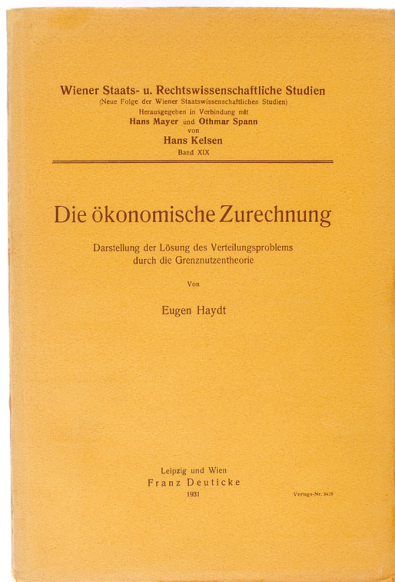 Wiener Staats- u. Rechtswissenschaftliche Studien
(Neue Folge der Wiener Staatswissenschaftlichen Studien)
Herausgegeben in Verbindung mit
Hans Mayer und Othmar Spann
von
Hans Kelsen
Band XIX
Die ökonomische Zurechnung
Darstellung der Lösung des Verteilungsproblems
durch die Grenznutzentheorie
Von
Eugen Haydt
Leipzig und Wien
Franz Deuticke
1931
Verlags-Nr.